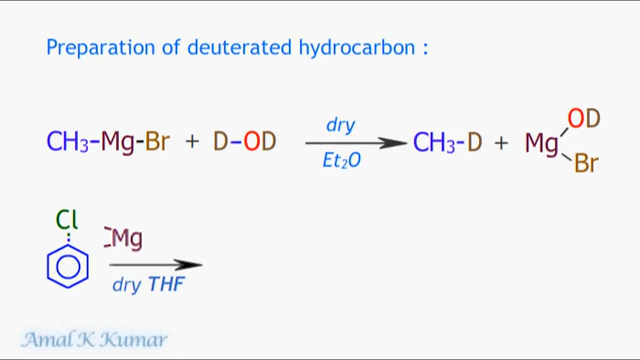 Preparation of deuterated hydrocarbon :
CH₃-Mg-Br + D-OD dry Et₂O CH₃-D + Mg OD Br
Cl
Mg
dry THF
Amal K Kumar